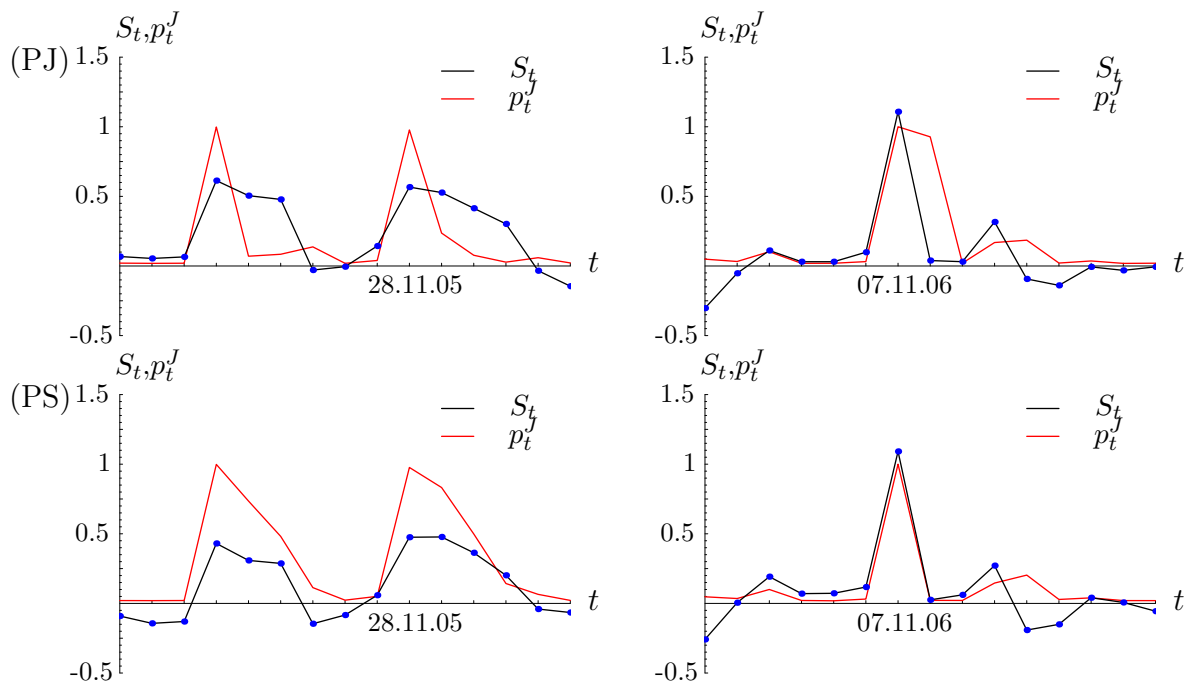 (PJ)
S_t,p_t^J
1.5
1
0.5
-0.5
S_t
p_t^J
t
28.11.05
S_t,p_t^J
1.5
1
0.5
-0.5
S_t
p_t^J
t
07.11.06
(PS)
S_t,p_t^J
1.5
1
0.5
-0.5
S_t
p_t^J
t
28.11.05
S_t,p_t^J
1.5
1
0.5
-0.5
S_t
p_t^J
t
07.11.06